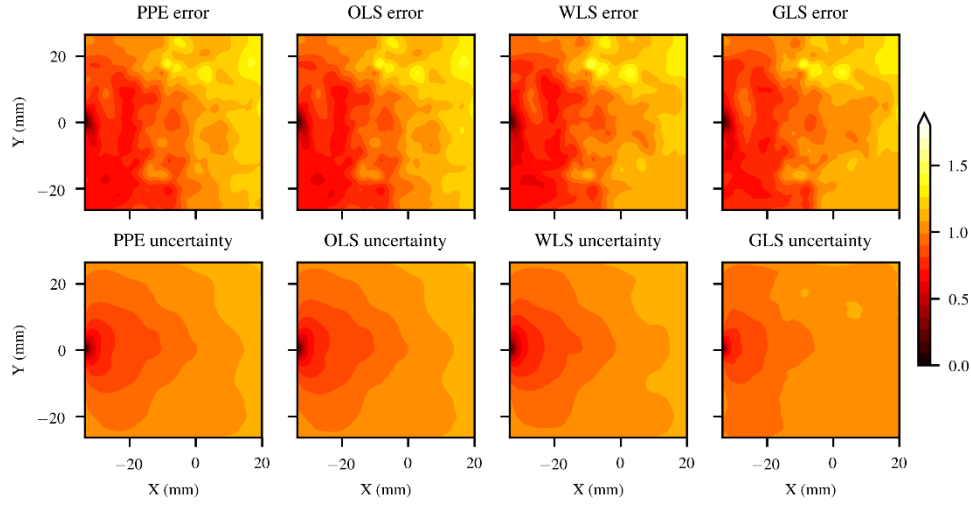 PPE error OLS error WLS error GLS error
20
0
−20
Y (mm)
1.5
1.0
0.5
0.0
PPE uncertainty OLS uncertainty WLS uncertainty GLS uncertainty
20
0
−20
Y (mm)
−20 0 20 −20 0 20 −20 0 20 −20 0 20
X (mm) X (mm) X (mm) X (mm)